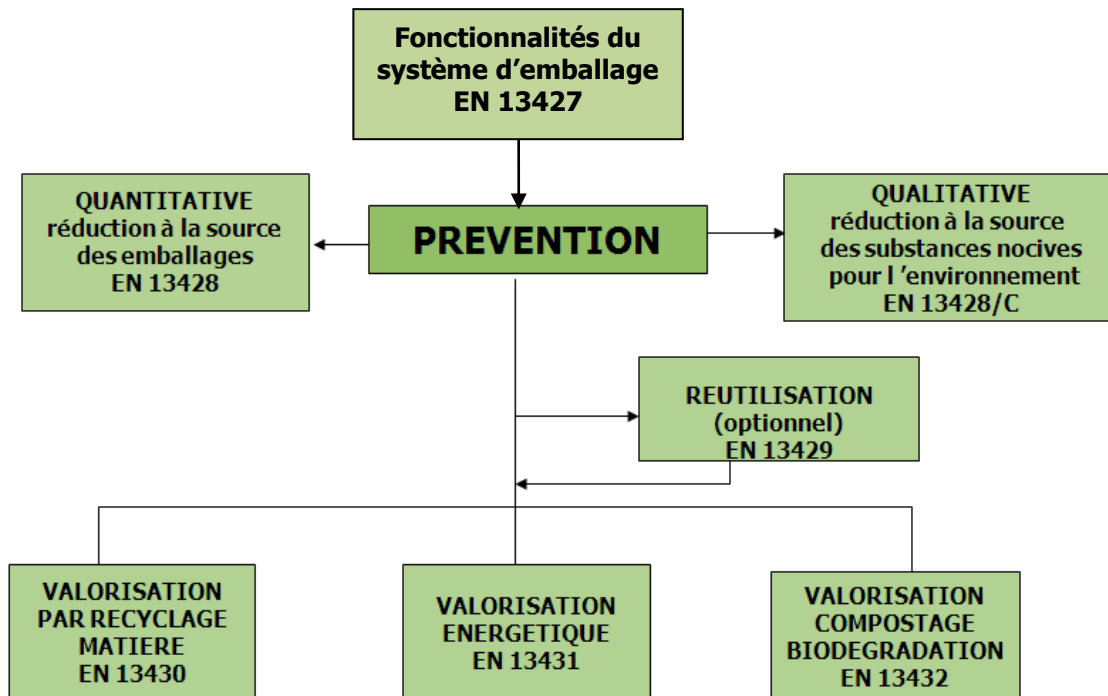 Fonctionnalités du
système d'emballage
EN 13427
QUANTITATIVE
réduction à la source
des emballages
EN 13428
PREVENTION
QUALITATIVE
réduction à la source
des substances nocives
pour l 'environnement
EN 13428/C
REUTILISATION
(optionnel)
EN 13429
VALORISATION
PAR RECYCLAGE
MATIERE
EN 13430
VALORISATION
ENERGETIQUE
EN 13431
VALORISATION
COMPOSTAGE
BIODEGRADATION
EN 13432